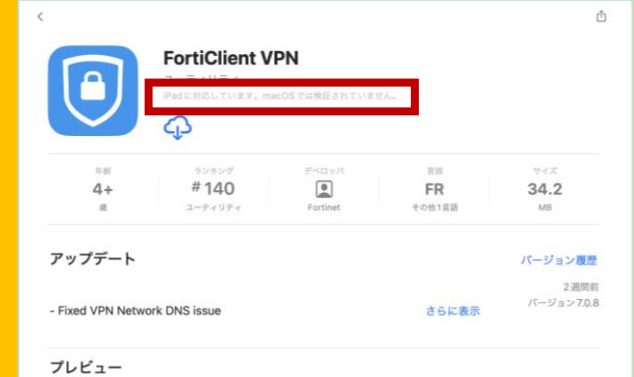 FortiClient VPN
ユーティリティ
iPadに対応しています。macOSでは検証されていません。
年齢
4+
歳
ランキング
#140
ユーティリティ
デベロッパ
Fortinet
言語
FR
その他1言語
サイズ
34.2
MB
アップデート
バージョン履歴
- Fixed VPN Network DNS issue
さらに表示
2週間前
バージョン 7.0.8
プレビュー